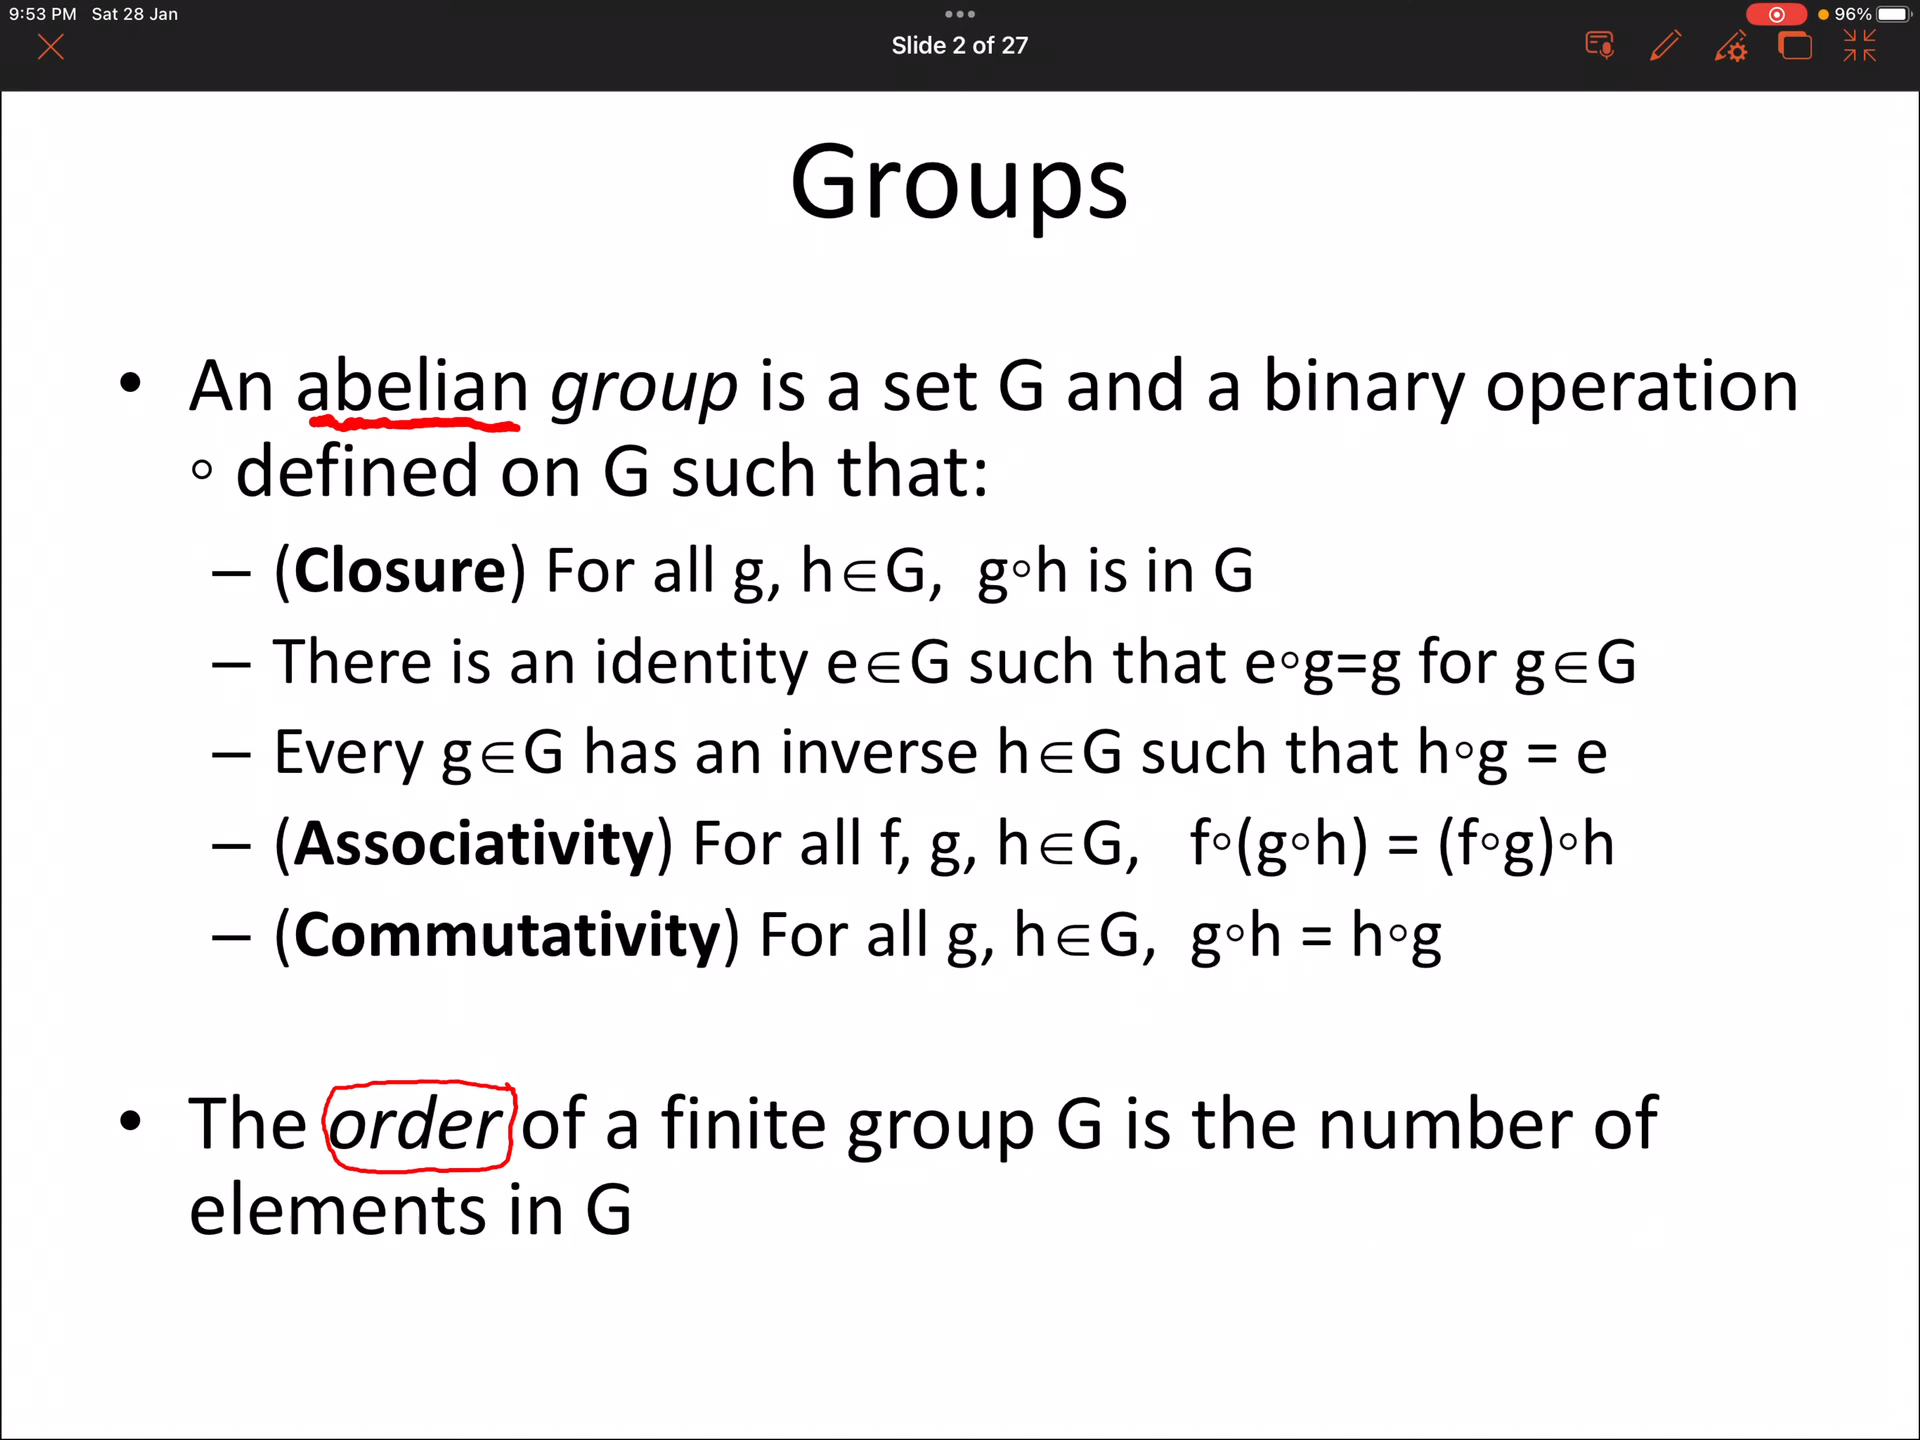 9:53 PM Sat 28 Jan
96%
Slide 2 of 27
Groups
• An abelian group is a set G and a binary operation
∘ defined on G such that:
– (Closure) For all g, h∈G, g∘h is in G
– There is an identity e∈G such that e∘g=g for g∈G
– Every g∈G has an inverse h∈G such that h∘g = e
– (Associativity) For all f, g, h∈G, f∘(g∘h) = (f∘g)∘h
– (Commutativity) For all g, h∈G, g∘h = h∘g
• The order of a finite group G is the number of
elements in G